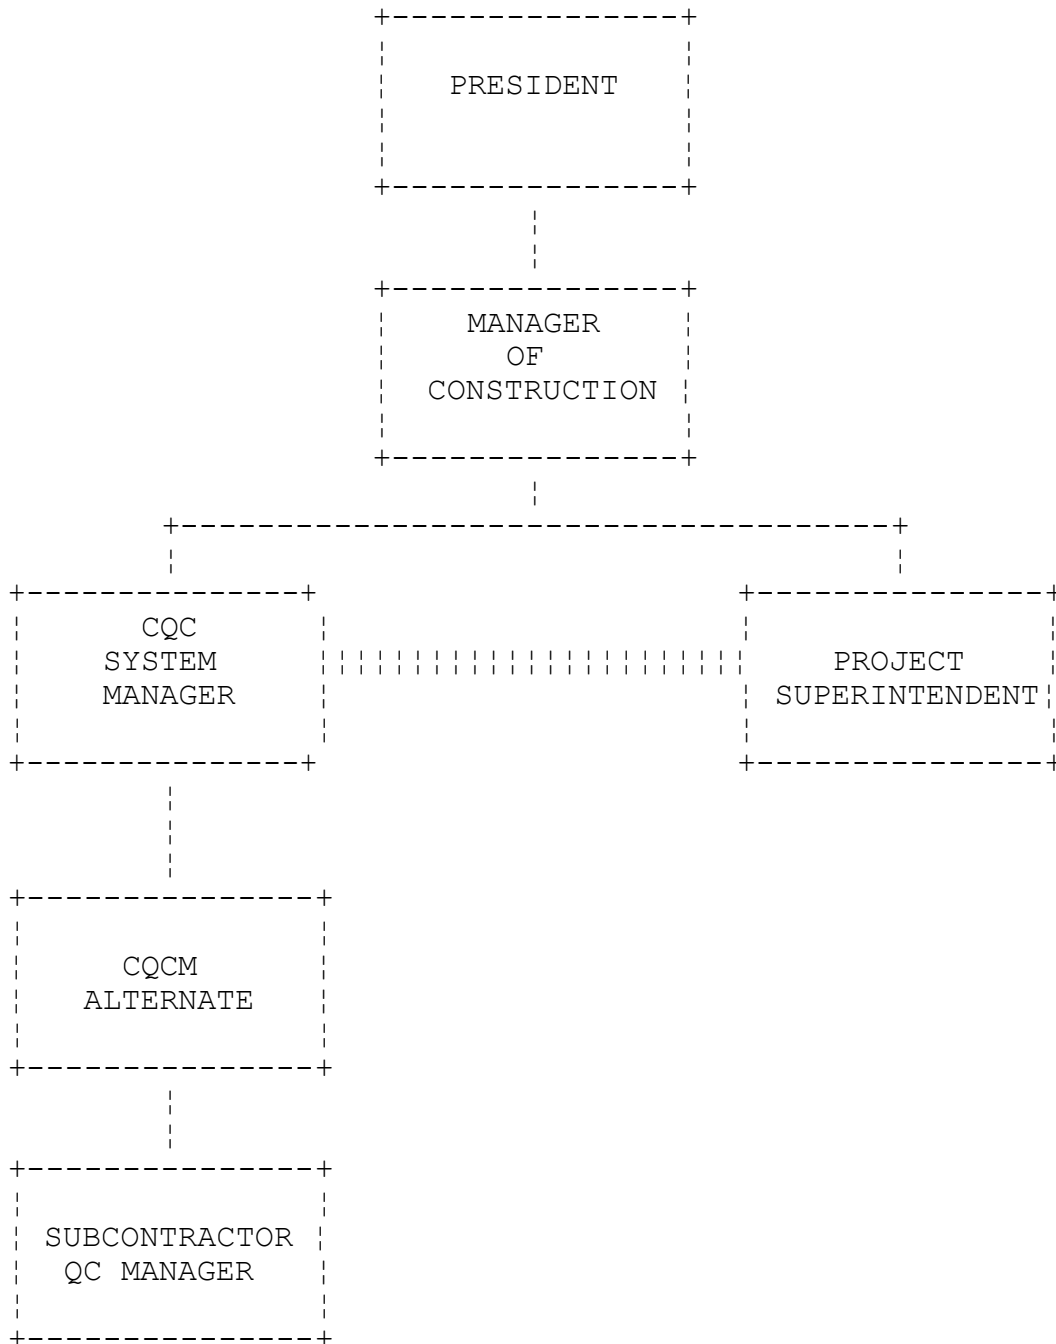 PRESIDENT
MANAGER
OF
CONSTRUCTION
CQC
SYSTEM
MANAGER
PROJECT
SUPERINTENDENT
CQCM
ALTERNATE
SUBCONTRACTOR
QC MANAGER